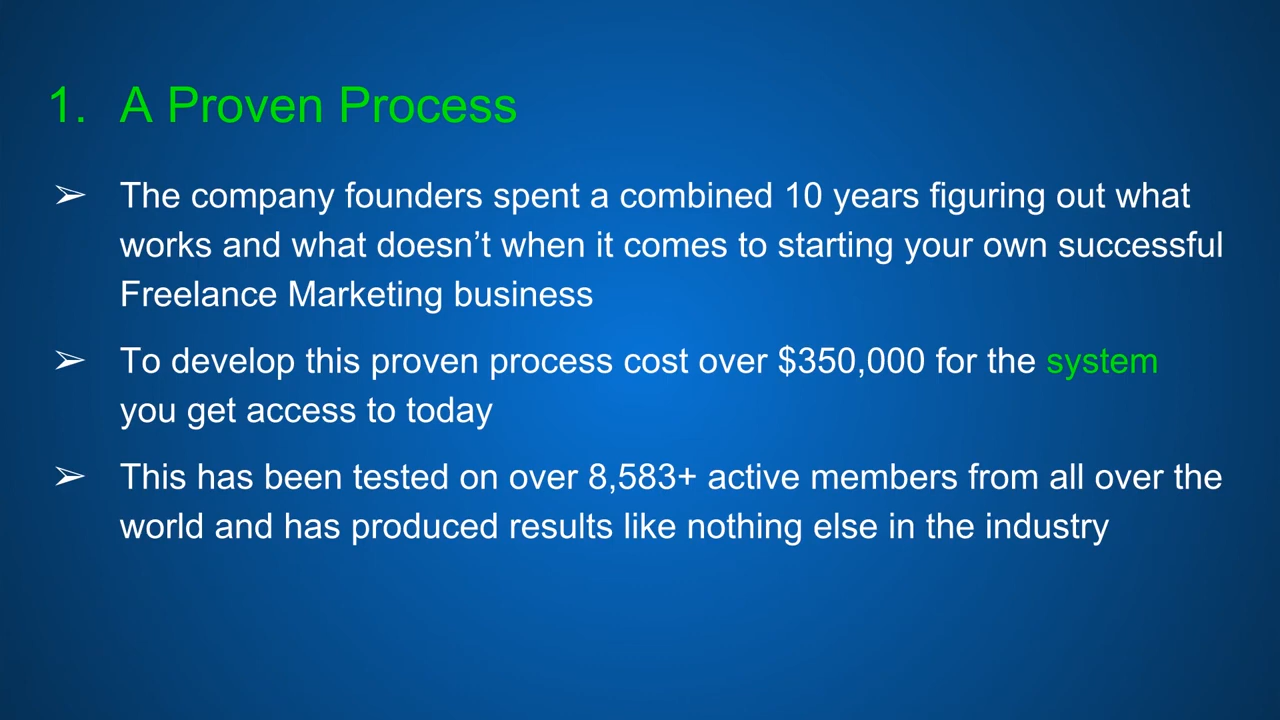 1. A Proven Process
➢ The company founders spent a combined 10 years figuring out what
works and what doesn’t when it comes to starting your own successful
Freelance Marketing business
➢ To develop this proven process cost over $350,000 for the system
you get access to today
➢ This has been tested on over 8,583+ active members from all over the
world and has produced results like nothing else in the industry